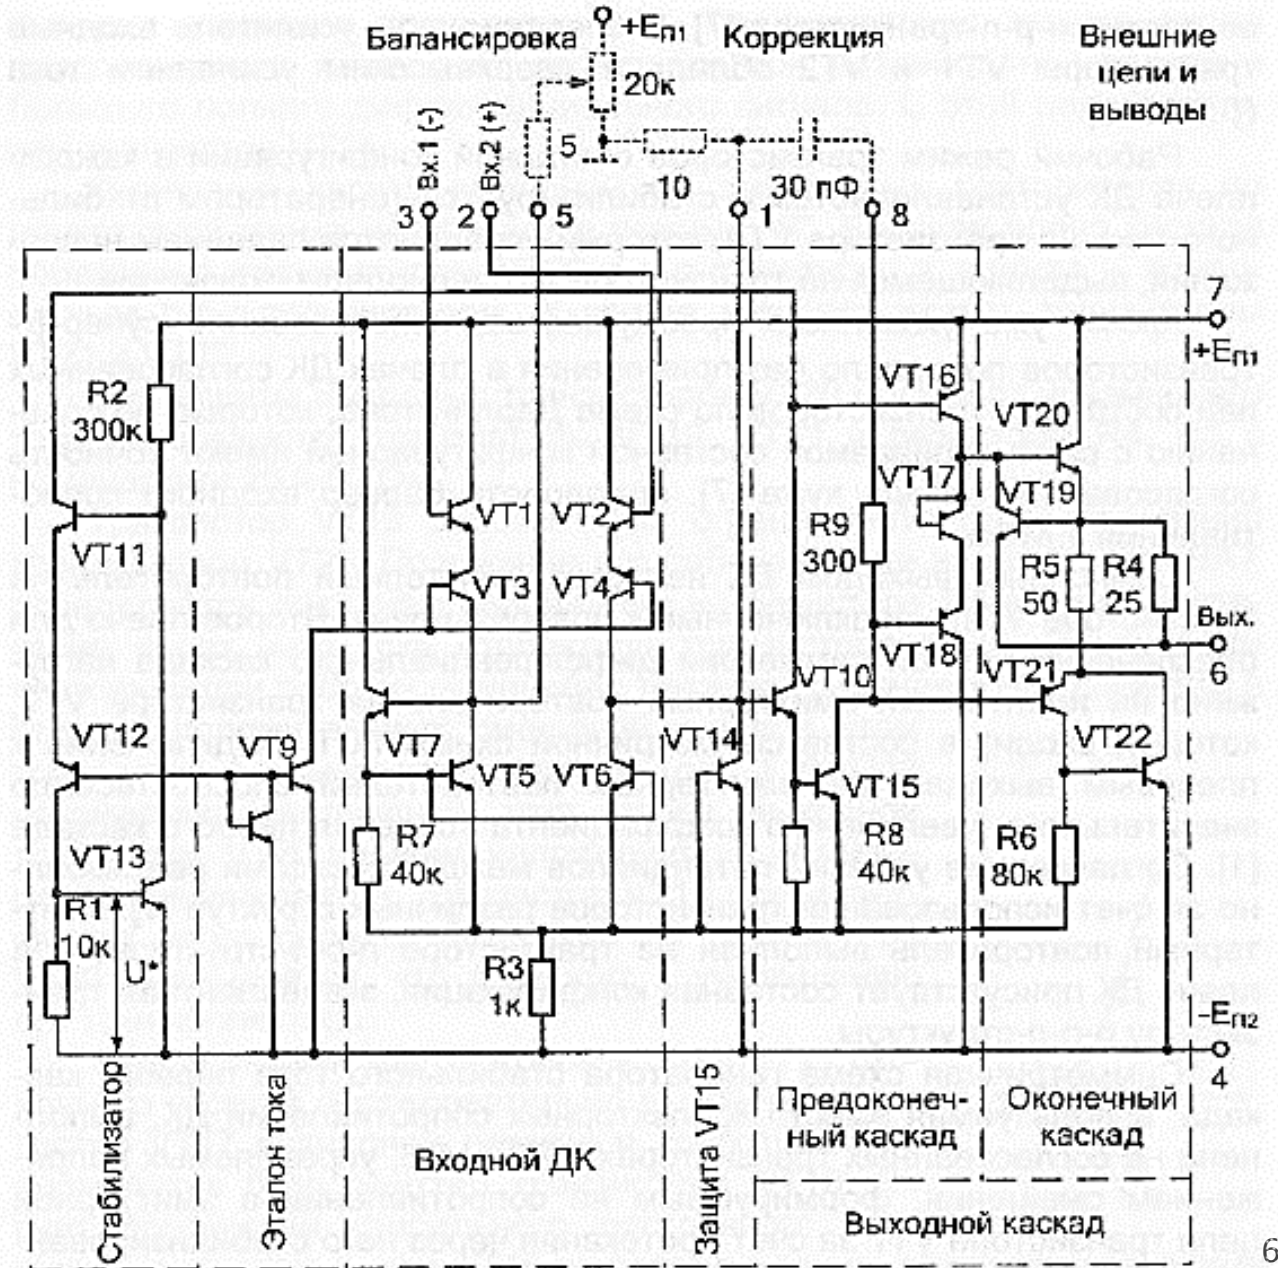 Балансировка
+Eп1
Коррекция
Внешние
цепи и
выводы
20к
5
10
30 пФ
Вх.1 (-)
Вх.2 (+)
3
2
5
1
8
7
+Eп1
R2
300к
VT16
VT20
VT17
VT19
VT1
VT2
VT11
R9
300
VT3
VT4
R5
50
R4
25
Вых.
6
VT18
VT10
VT21
VT12
VT9
VT7
VT5
VT6
VT14
VT22
VT15
VT13
R7
40к
R8
40к
R6
80к
R1
10к
U*
R3
1к
-Eп2
4
Стабилизатор
Эталон тока
Входной ДК
Защита VT15
Предоконеч-
ный каскад
Оконечный
каскад
Выходной каскад
6